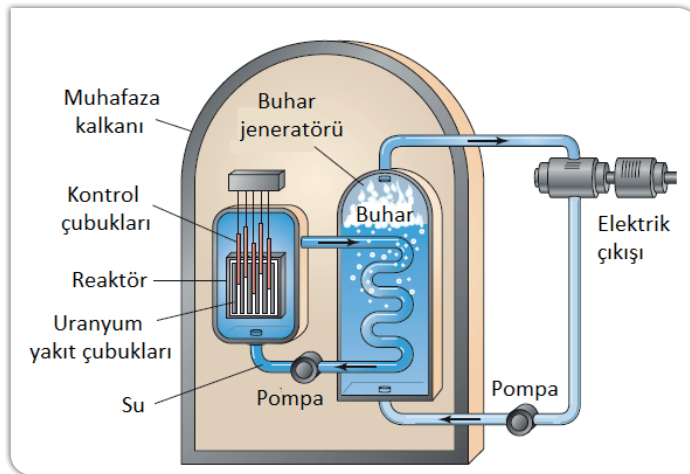 Muhafaza
kalkanı
Buhar
jeneratörü
Kontrol
çubukları
Buhar
Elektrik
çıkışı
Reaktör
Uranyum
yakıt çubukları
Su
Pompa
Pompa